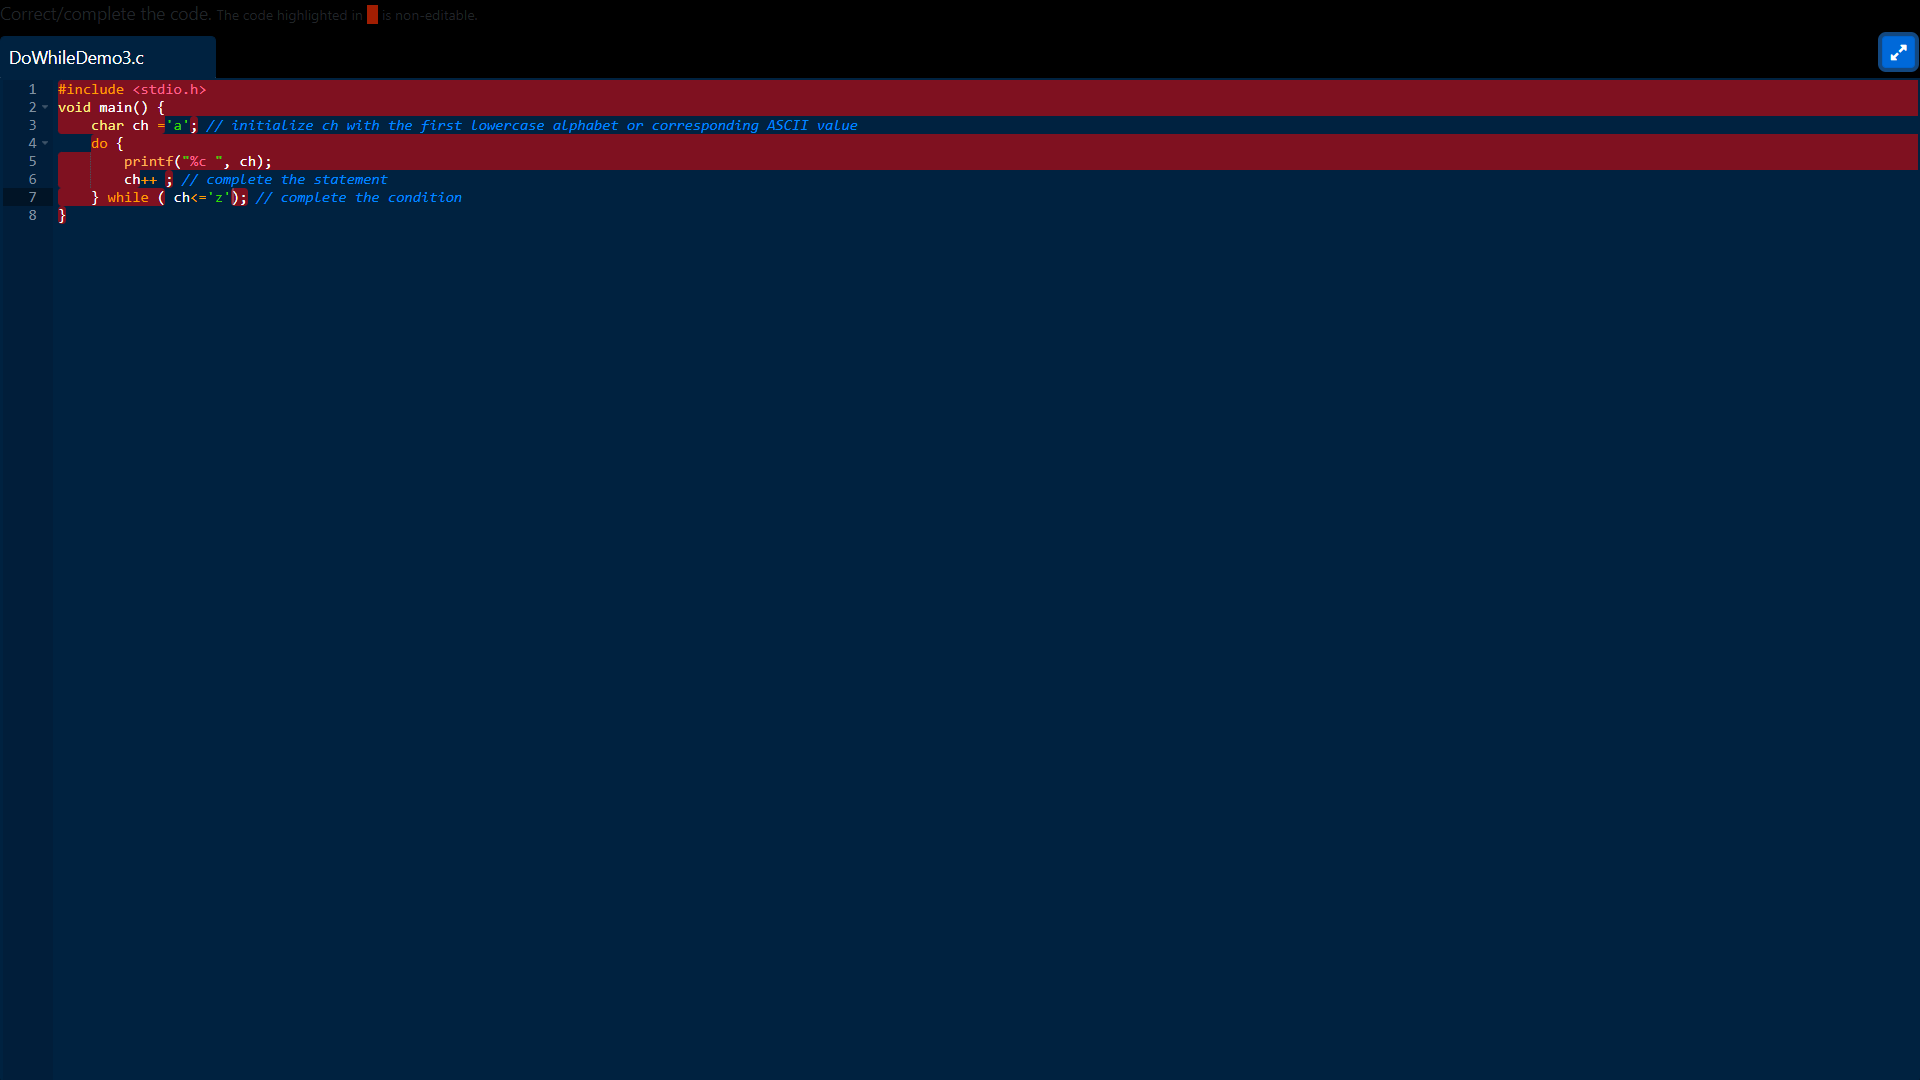 Correct/complete the code. The code highlighted in is non-editable.
DoWhileDemo3.c
1 #include <stdio.h>
2 void main() {
3 char ch ='a'; // initialize ch with the first lowercase alphabet or corresponding ASCII value
4 do {
5 printf("%c ", ch);
6 ch++ ; // complete the statement
7 } while ( ch<='z'); // complete the condition
8 }